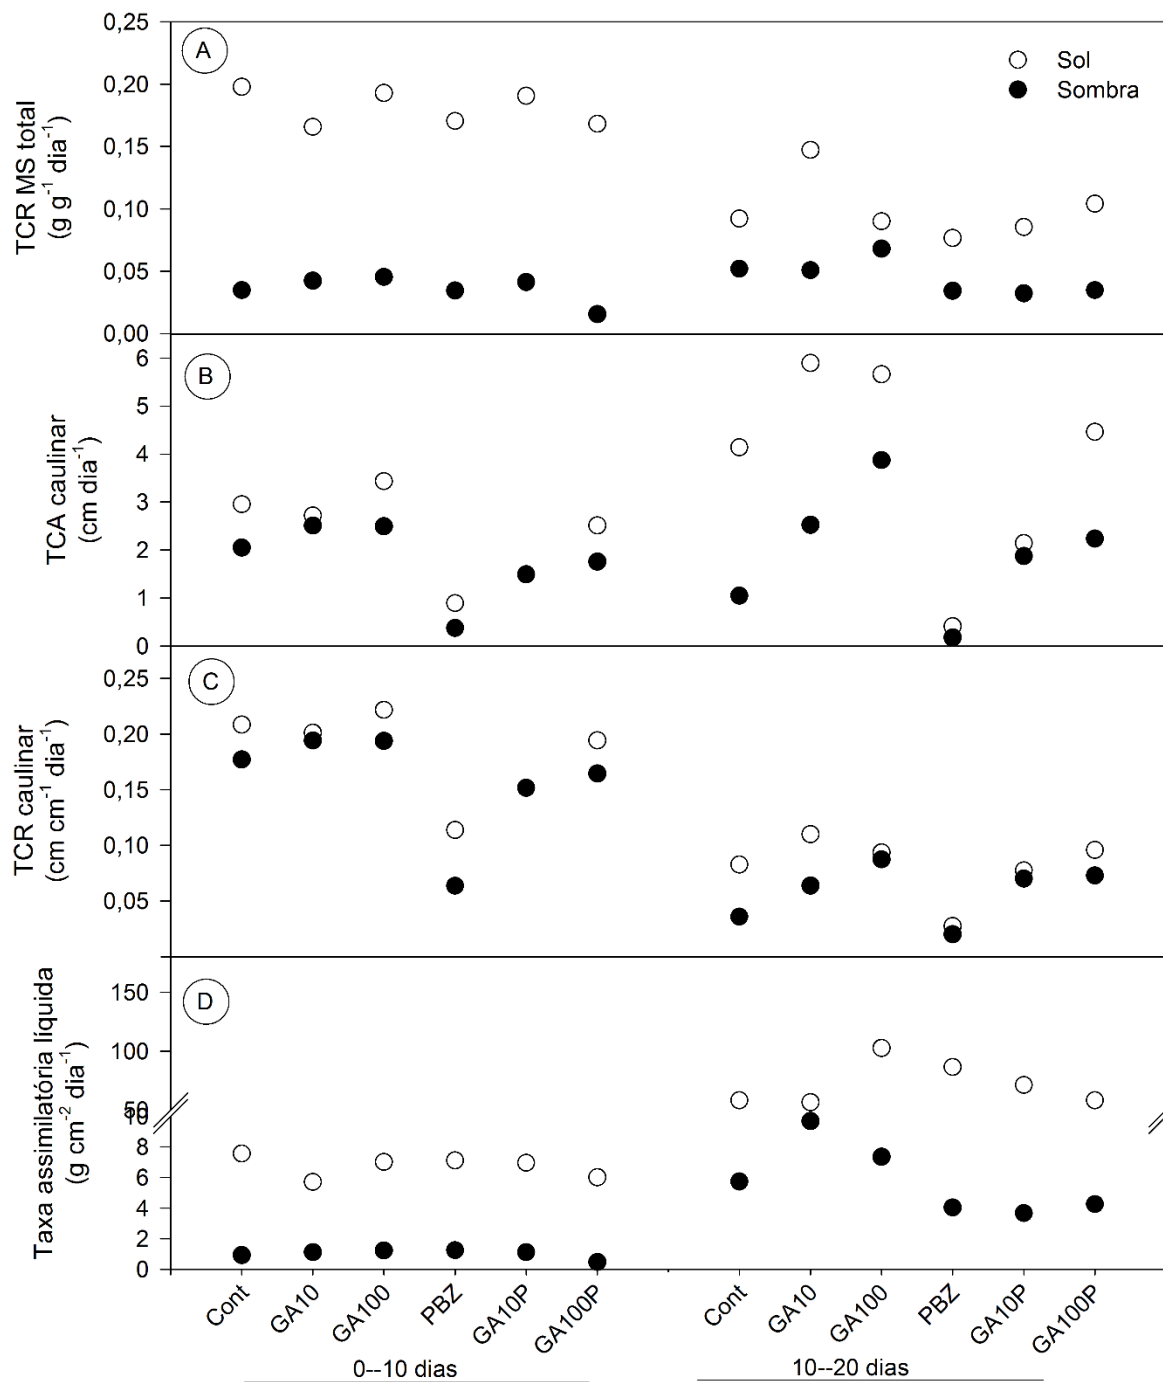 A
Sol
Sombra
TCR MS total
(g g⁻¹ dia⁻¹)
0,25
0,20
0,15
0,10
0,05
0,00
B
TCA caulinar
(cm dia⁻¹)
6
5
4
3
2
1
0
C
TCR caulinar
(cm cm⁻¹ dia⁻¹)
0,25
0,20
0,15
0,10
0,05
D
Taxa assimilatória líquida
(g cm⁻² dia⁻¹)
150
100
50
10
8
6
4
2
0
Cont GA10 GA100 PBZ GA10P GA100P Cont GA10 GA100 PBZ GA10P GA100P
0--10 dias 10--20 dias